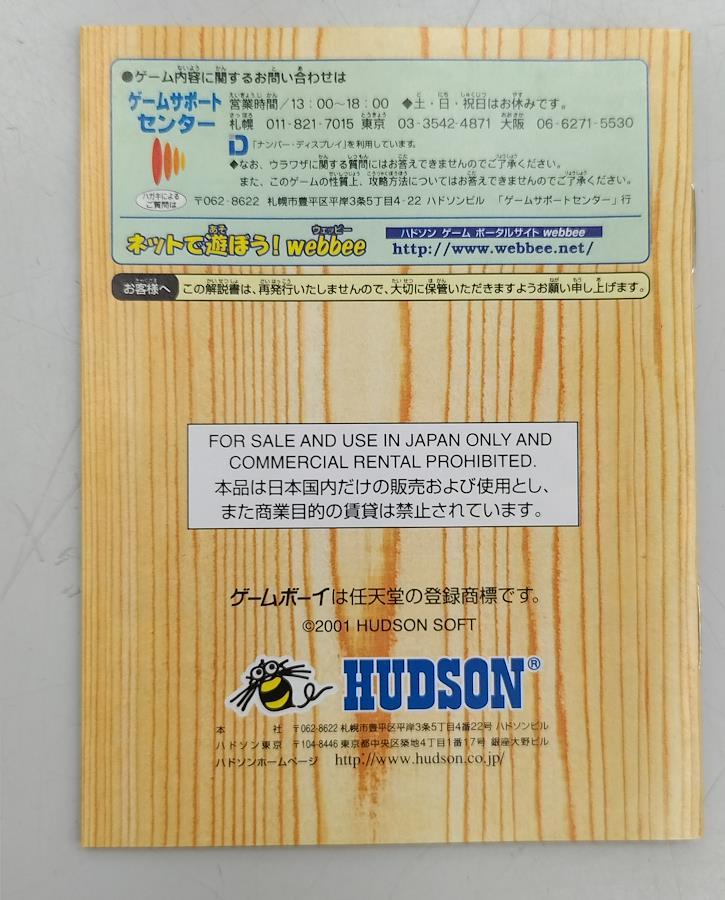 ●ゲーム内容に関するお問い合わせは
ゲームサポートセンター
営業時間/13:00〜18:00 ◆土・日・祝日はお休みです。
札幌 011-821-7015 東京 03-3542-4871 大阪 06-6271-5530
D 「ナンバー・ディスプレイ」を利用しています。
◆なお、ウラワザに関する質問にはお答えできませんのでご了承ください。
また、このゲームの性質上、攻略方法についてはお答えできませんのでご了承ください。
ハガキによるご質問は
〒062-8622 札幌市豊平区平岸3条5丁目4-22 ハドソンビル 「ゲームサポートセンター」行
ネットで遊ぼう!webbee
ハドソン ゲーム ポータルサイト webbee
http://www.webbee.net/
お客様へ この解説書は、再発行いたしませんので、大切に保管いただきますようお願い申し上げます。
FOR SALE AND USE IN JAPAN ONLY AND
COMMERCIAL RENTAL PROHIBITED.
本品は日本国内だけの販売および使用とし、
また商業目的の賃貸は禁止されています。
ゲームボーイは任天堂の登録商標です。
©2001 HUDSON SOFT
HUDSON®
本 社 〒062-8622 札幌市豊平区平岸3条5丁目4番22号 ハドソンビル
ハドソン東京 〒104-8446 東京都中央区築地4丁目1番17号 銀座大野ビル
ハドソンホームページ http://www.hudson.co.jp/